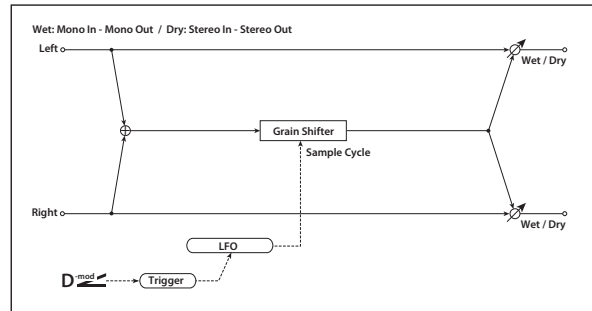 Wet: Mono In - Mono Out / Dry: Stereo In - Stereo Out
Left
Wet / Dry
Grain Shifter
Sample Cycle
Right
Wet / Dry
LFO
D-mod
Trigger